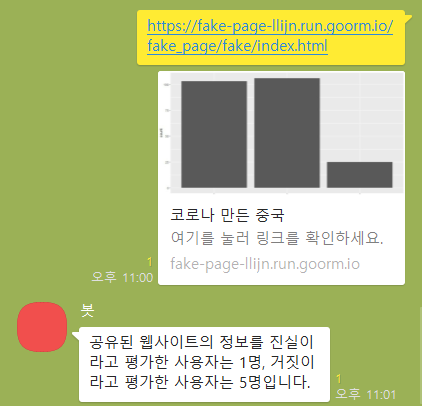 https://fake-page-llijn.run.goorm.io/
fake_page/fake/index.html
코로나 만든 중국
여기를 눌러 링크를 확인하세요.
fake-page-llijn.run.goorm.io
1
오후 11:00
봇
공유된 웹사이트의 정보를 진실이
라고 평가한 사용자는 1명, 거짓이
라고 평가한 사용자는 5명입니다.
1
오후 11:01